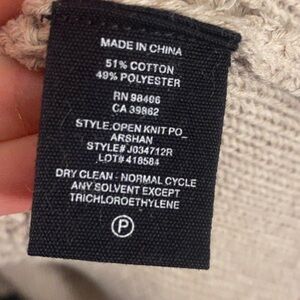 MADE IN CHINA
51% COTTON
49% POLYESTER
RN 98406
CA 39862
STYLE:OPEN KNIT PO_
ARSHAN
STYLE# J034712R
LOT# 418584
DRY CLEAN - NORMAL CYCLE
ANY SOLVENT EXCEPT
TRICHLOROETHYLENE
P